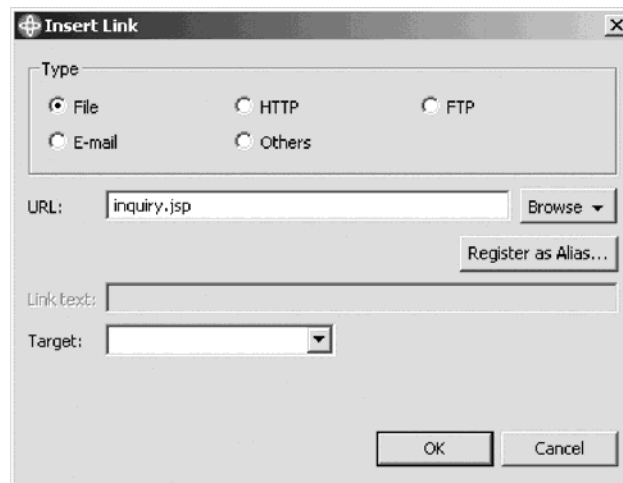 Insert Link
Type
File
HTTP
FTP
E-mail
Others
URL: inquiry.jsp Browse
Register as Alias...
Link text:
Target:
OK Cancel